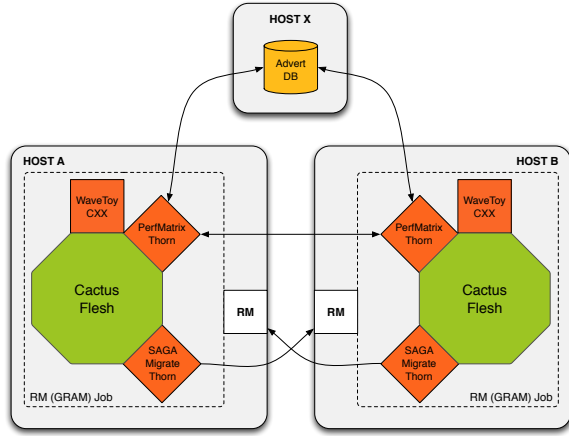 HOST X
Advert
DB
HOST A
WaveToy
CXX
PerfMatrix
Thorn
Cactus
Flesh
RM
SAGA
Migrate
Thorn
RM (GRAM) Job
HOST B
WaveToy
CXX
PerfMatrix
Thorn
Cactus
Flesh
RM
SAGA
Migrate
Thorn
RM (GRAM) Job